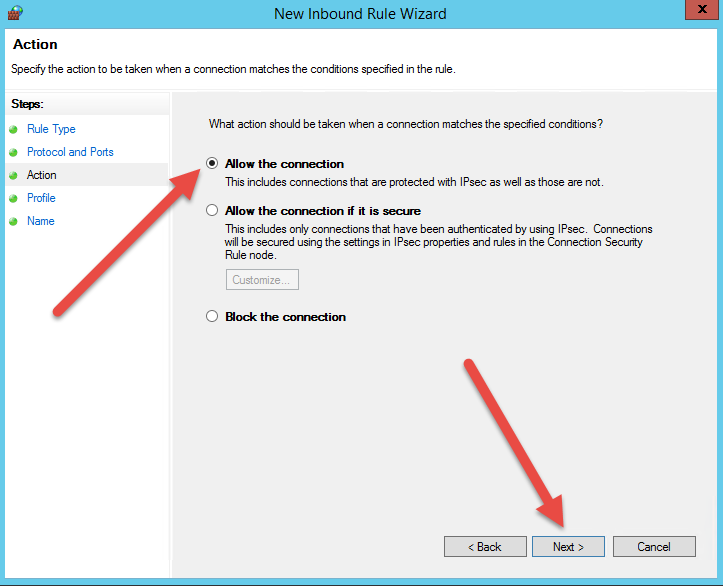 New Inbound Rule Wizard
X
Action
Specify the action to be taken when a connection matches the conditions specified in the rule.
Steps:
Rule Type
Protocol and Ports
Action
Profile
Name
What action should be taken when a connection matches the specified conditions?
Allow the connection
This includes connections that are protected with IPsec as well as those are not.
Allow the connection if it is secure
This includes only connections that have been authenticated by using IPsec. Connections
will be secured using the settings in IPsec properties and rules in the Connection Security
Rule node.
Customize...
Block the connection
< Back
Next >
Cancel